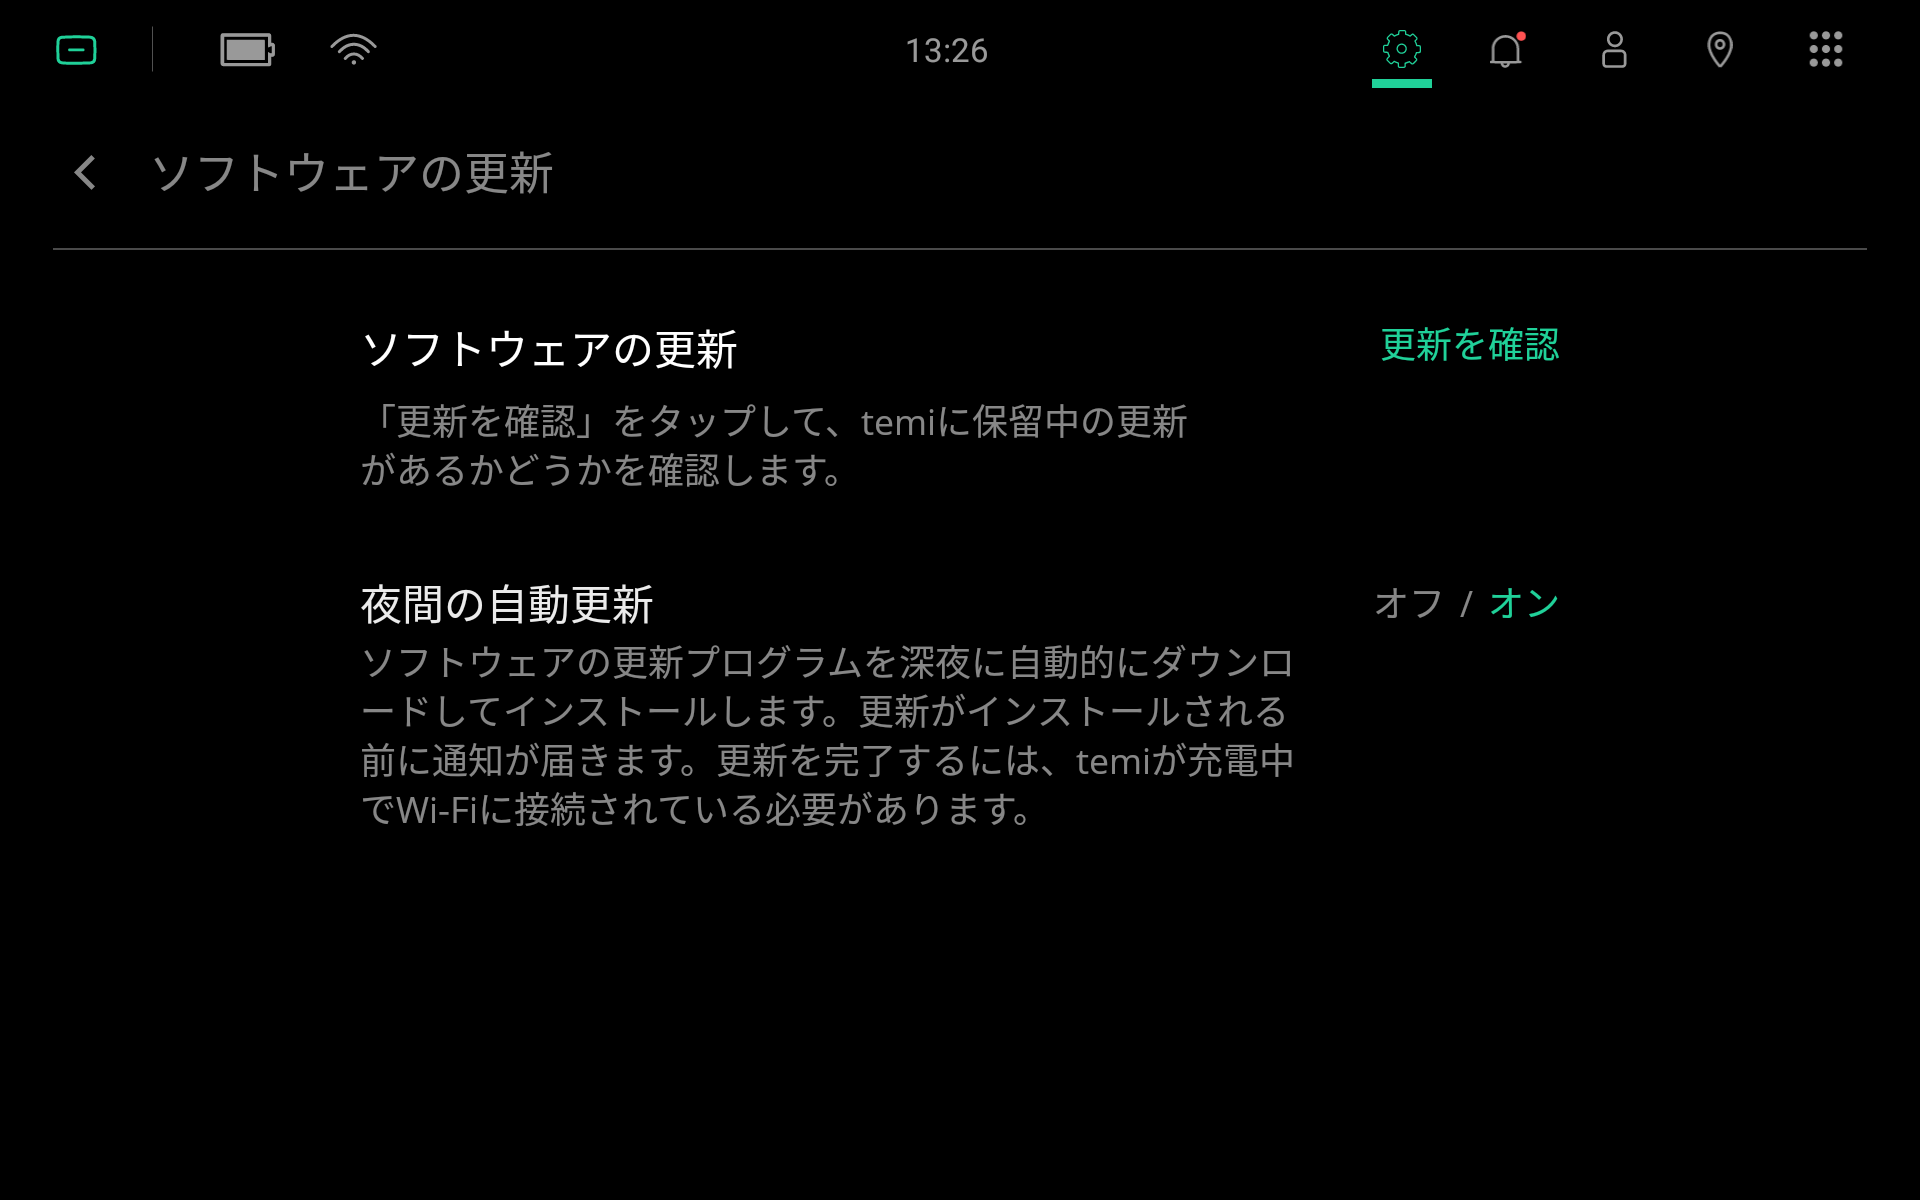 13:26
ソフトウェアの更新
ソフトウェアの更新
更新を確認
「更新を確認」をタップして、temiに保留中の更新
があるかどうかを確認します。
夜間の自動更新
オフ / オン
ソフトウェアの更新プログラムを深夜に自動的にダウンロ
ードしてインストールします。更新がインストールされる
前に通知が届きます。更新を完了するには、temiが充電中
でWi-Fiに接続されている必要があります。